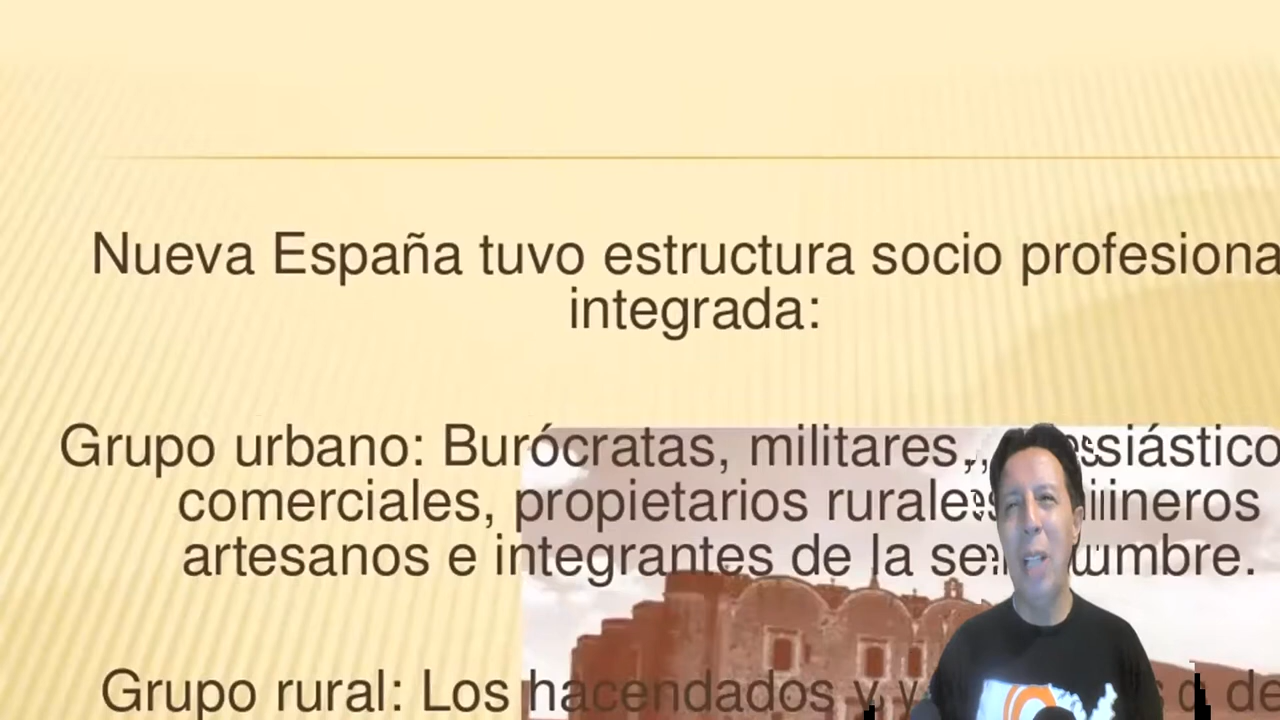 Nueva España tuvo estructura socio profesiona
integrada:
Grupo urbano: Burócratas, militares,
comerciales, propietarios rurales
artesanos e integrantes de la
Grupo rural: Los hacendados y